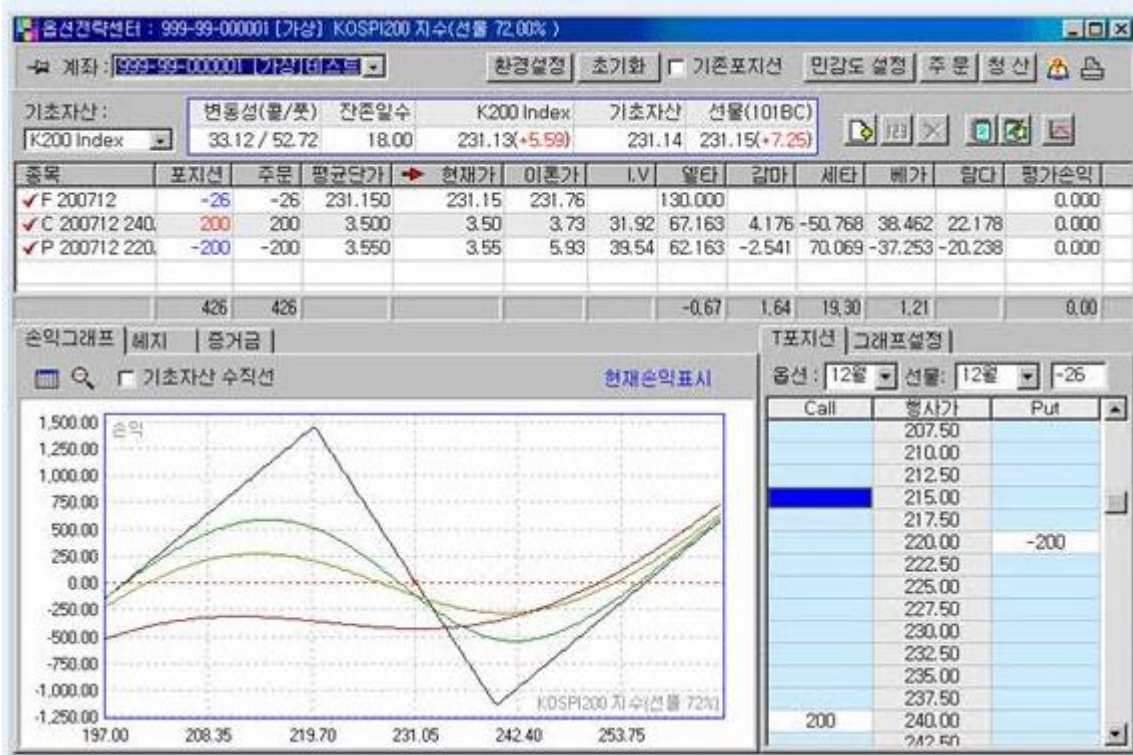 옵션전략센터 : 999-99-000001 [가상] KOSPI200 지수(선물 72.00% )
계좌 : 999-99-000001 [가상]테스트 환경설정 초기화 기존포지션 민감도 설정 주 문 청 산
기초자산 : 변동성(콜/풋) 잔존일수 K200 Index 기초자산 선물(101BC)
K200 Index 33.12 / 52.72 18.00 231.13(+5.59) 231.14 231.15(+7.25)
종목 포지션 주문 평균단가 현재가 이론가 I.V 델타 감마 세타 베가 람다 평가손익
F 200712 -26 -26 231.150 231.15 231.76 130.000 0.000
C 200712 240. 200 200 3.500 3.50 3.73 31.92 67.163 4.176 -50.768 38.462 22.178 0.000
P 200712 220. -200 -200 3.550 3.55 5.93 39.54 62.163 -2.541 70.069 -37.253 -20.238 0.000
426 426 -0.67 1.64 19.30 1.21 0.00
손익그래프 헤지 증거금 T포지션 그래프설정
기초자산 수직선 현재손익표시 옵션 : 12월 선물: 12월 -26
Call 행사가 Put
207.50
210.00
212.50
215.00
217.50
220.00 -200
222.50
225.00
227.50
230.00
232.50
235.00
237.50
200 240.00
242.50
손익
1,500.00
1,250.00
1,000.00
750.00
500.00
250.00
0.00
-250.00
-500.00
-750.00
-1,000.00
-1,250.00
KOSPI200 지수(선물 72%)
197.00 208.35 219.70 231.05 242.40 253.75